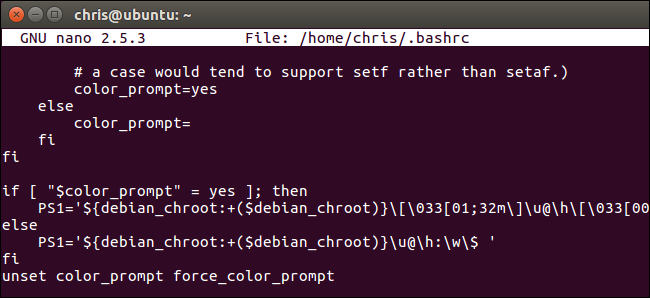 chris@ubuntu: ~
GNU nano 2.5.3 File: /home/chris/.bashrc
        # a case would tend to support setf rather than setaf.)
        color_prompt=yes
    else
        color_prompt=
    fi
fi
if [ "$color_prompt" = yes ]; then
    PS1='${debian_chroot:+($debian_chroot)}\[\033[01;32m\]\u@\h\[\033[00
else
    PS1='${debian_chroot:+($debian_chroot)}\u@\h:\w\$ '
fi
unset color_prompt force_color_prompt